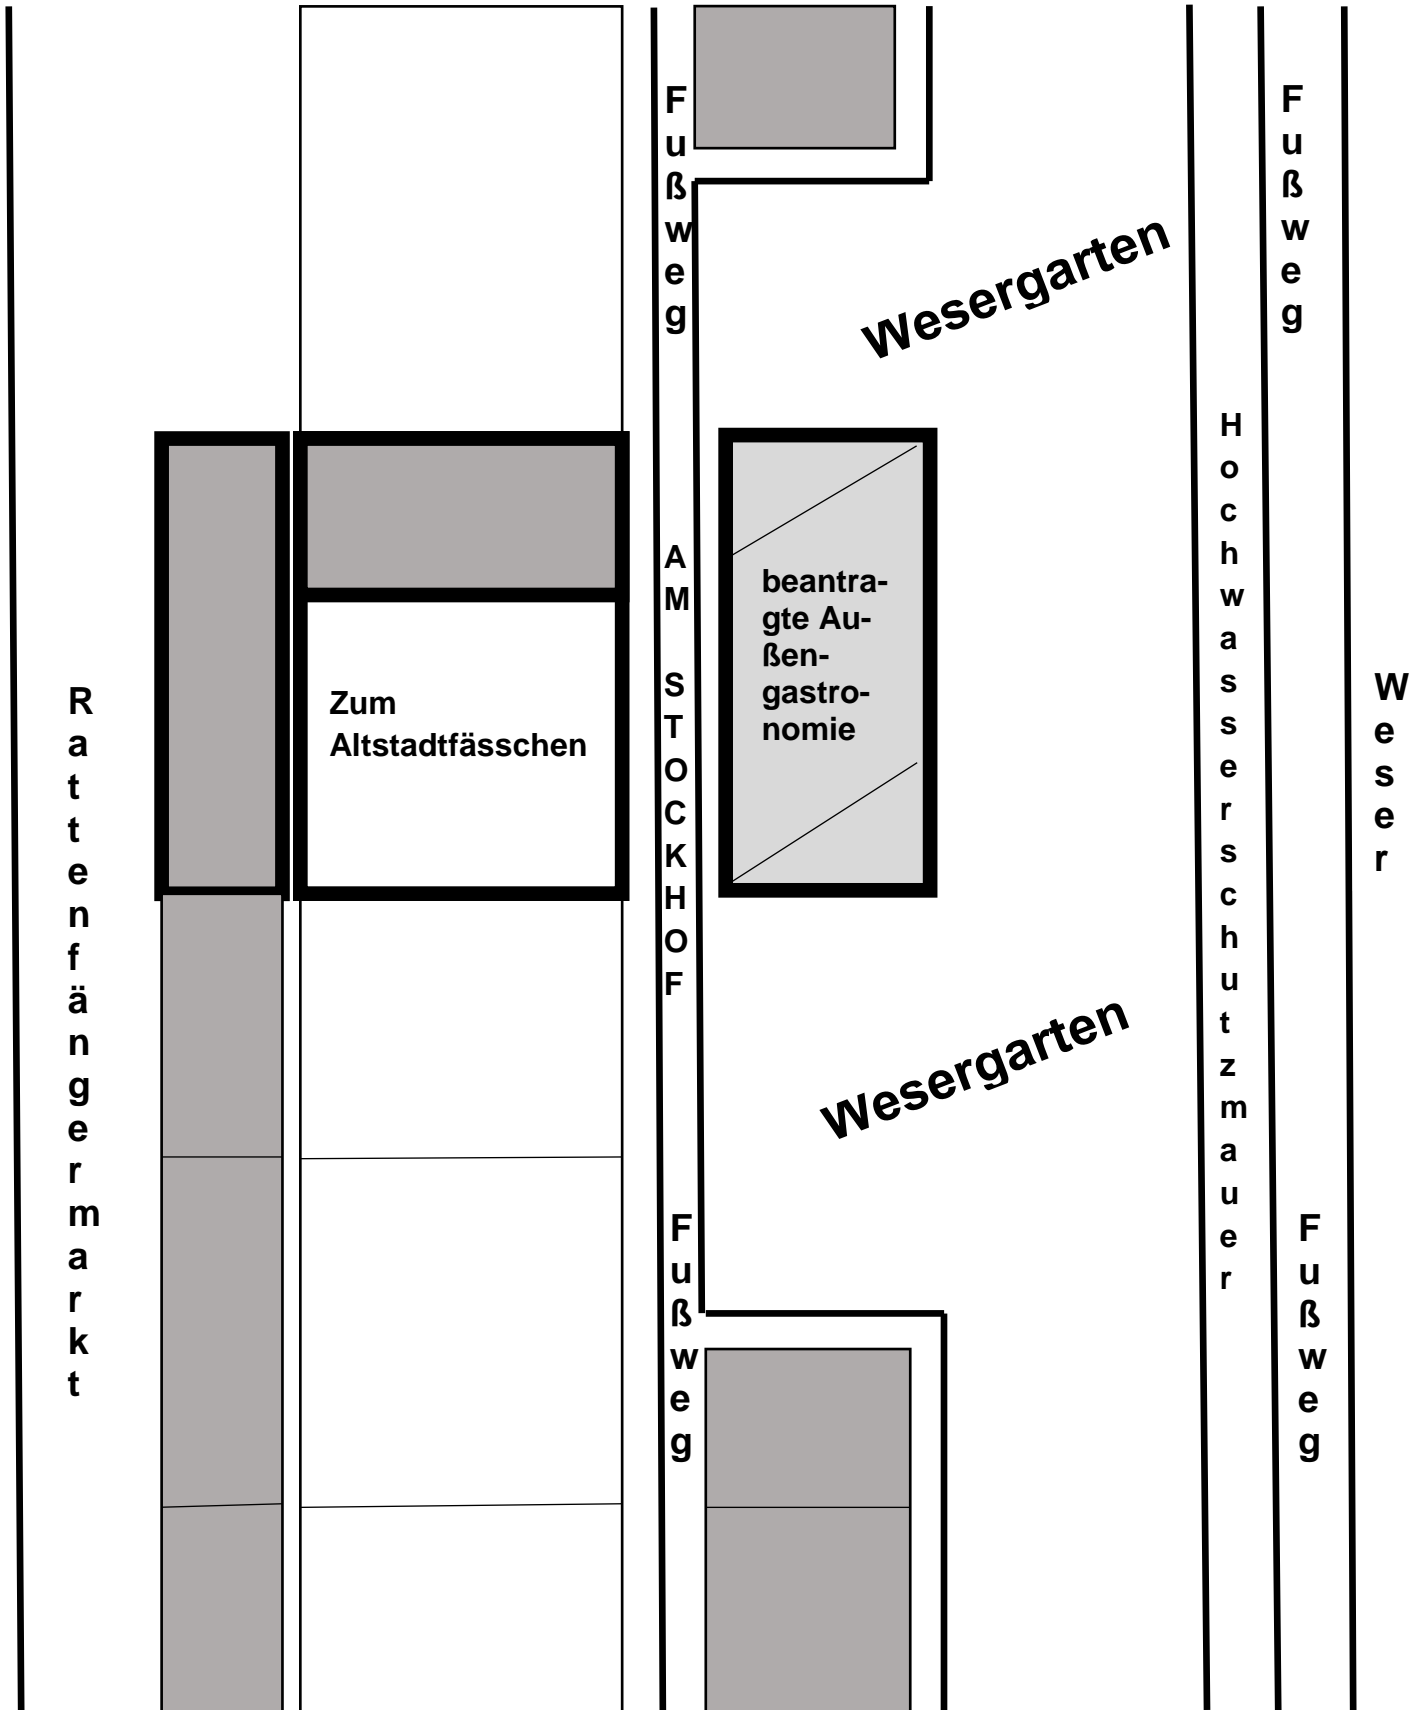 Fußweg
Fußweg
Wesergarten
Hochwasserschutzmauer
AM STOCKHOF
beantra-
gte Au-
ßen-
gastro-
nomie
Zum
Altstadtfässchen
Rattenfängermarkt
Weser
Wesergarten
Fußweg
Fußweg